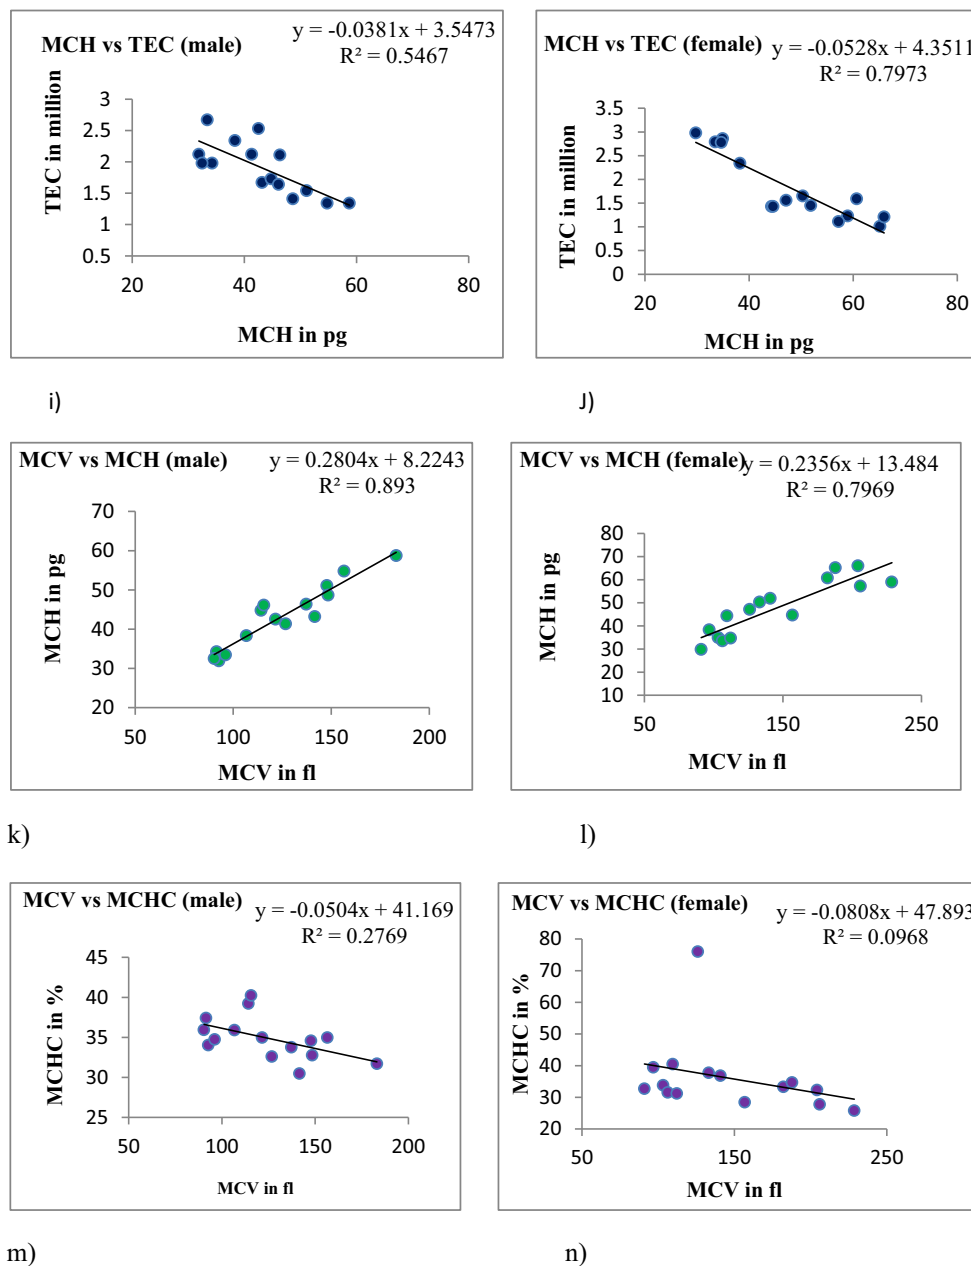 MCH vs TEC (male)
y = -0.0381x + 3.5473
R² = 0.5467
TEC in million
3
2.5
2
1.5
1
0.5
20
40
60
80
MCH in pg
i)
MCH vs TEC (female)
y = -0.0528x + 4.3511
R² = 0.7973
TEC in million
3.5
3
2.5
2
1.5
1
0.5
0
20
40
60
80
MCH in pg
J)
MCV vs MCH (male)
y = 0.2804x + 8.2243
R² = 0.893
MCH in pg
70
60
50
40
30
20
50
100
150
200
MCV in fl
k)
MCV vs MCH (female)
y = 0.2356x + 13.484
R² = 0.7969
MCH in pg
80
70
60
50
40
30
20
10
50
150
250
MCV in fl
l)
MCV vs MCHC (male)
y = -0.0504x + 41.169
R² = 0.2769
MCHC in %
45
40
35
30
25
50
100
150
200
MCV in fl
m)
MCV vs MCHC (female)
y = -0.0808x + 47.893
R² = 0.0968
MCHC in %
80
70
60
50
40
30
20
50
150
250
MCV in fl
n)